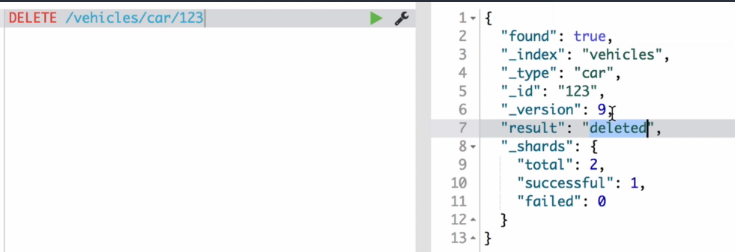 DELETE /vehicles/car/123
1 {
2 "found": true,
3 "_index": "vehicles",
4 "_type": "car",
5 "_id": "123",
6 "_version": 9,
7 "result": "deleted",
8 "_shards": {
9 "total": 2,
10 "successful": 1,
11 "failed": 0
12 }
13 }